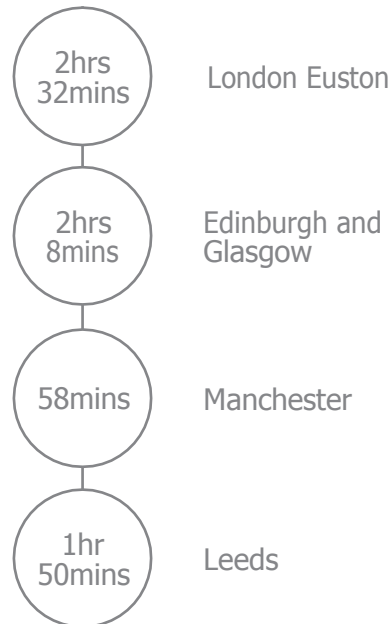 2hrs
32mins
London Euston
2hrs
8mins
Edinburgh and
Glasgow
58mins
Manchester
1hr
50mins
Leeds